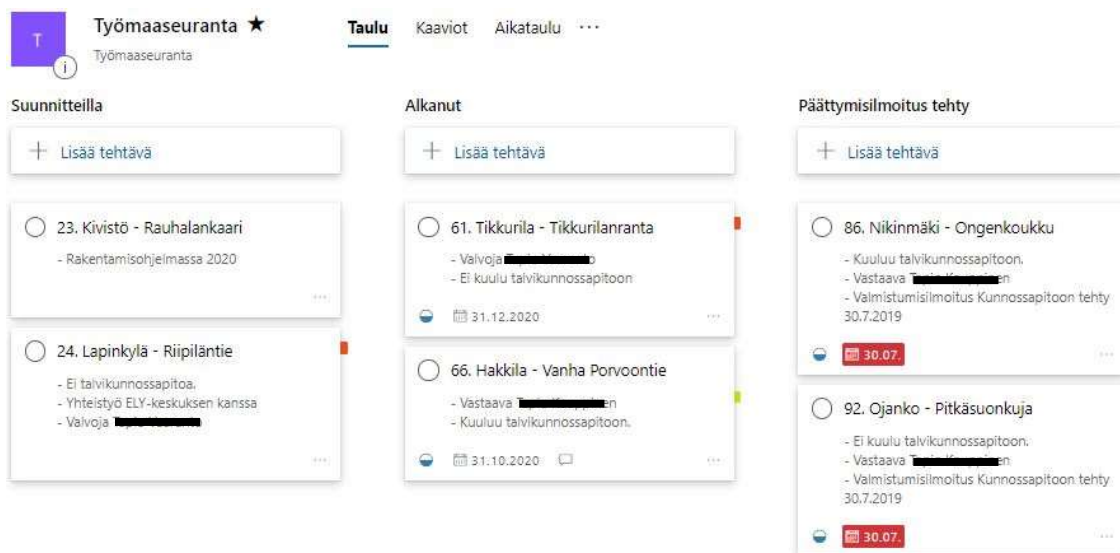 T
Työmaaseuranta ★
Työmaaseuranta
Taulu Kaaviot Aikataulu ...
Suunnitteilla
+ Lisää tehtävä
23. Kivistö - Rauhalankaari
- Rakentamisohjelmassa 2020
24. Lapinkylä - Riipiläntie
- Ei talvikunnossapitoa.
- Yhteistyö ELY-keskuksen kanssa
- Valvoja
Alkanut
+ Lisää tehtävä
61. Tikkurila - Tikkurilanranta
- Valvoja
- Ei kuulu talvikunnossapitoon
31.12.2020
66. Hakkila - Vanha Porvoontie
- Vastaava
- Kuuluu talvikunnossapitoon.
31.10.2020
Päättymisilmoitus tehty
+ Lisää tehtävä
86. Nikinmäki - Ongenkoukku
- Kuuluu talvikunnossapitoon.
- Vastaava
- Valmistumisilmoitus Kunnossapitoon tehty
30.7.2019
30.07.
92. Ojanko - Pitkäsuonkuja
- Ei kuulu talvikunnossapitoon.
- Vastaava
- Valmistumisilmoitus Kunnossapitoon tehty
30.7.2019
30.07.